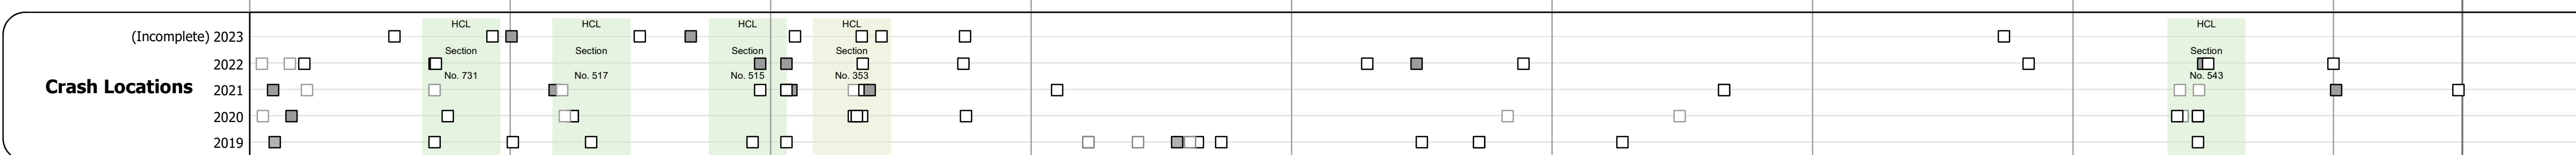 HCL HCL HCL HCL HCL
(Incomplete) 2023
Section Section Section Section Section
2022
No. 731 No. 517 No. 515 No. 353 No. 543
Crash Locations
2021
2020
2019